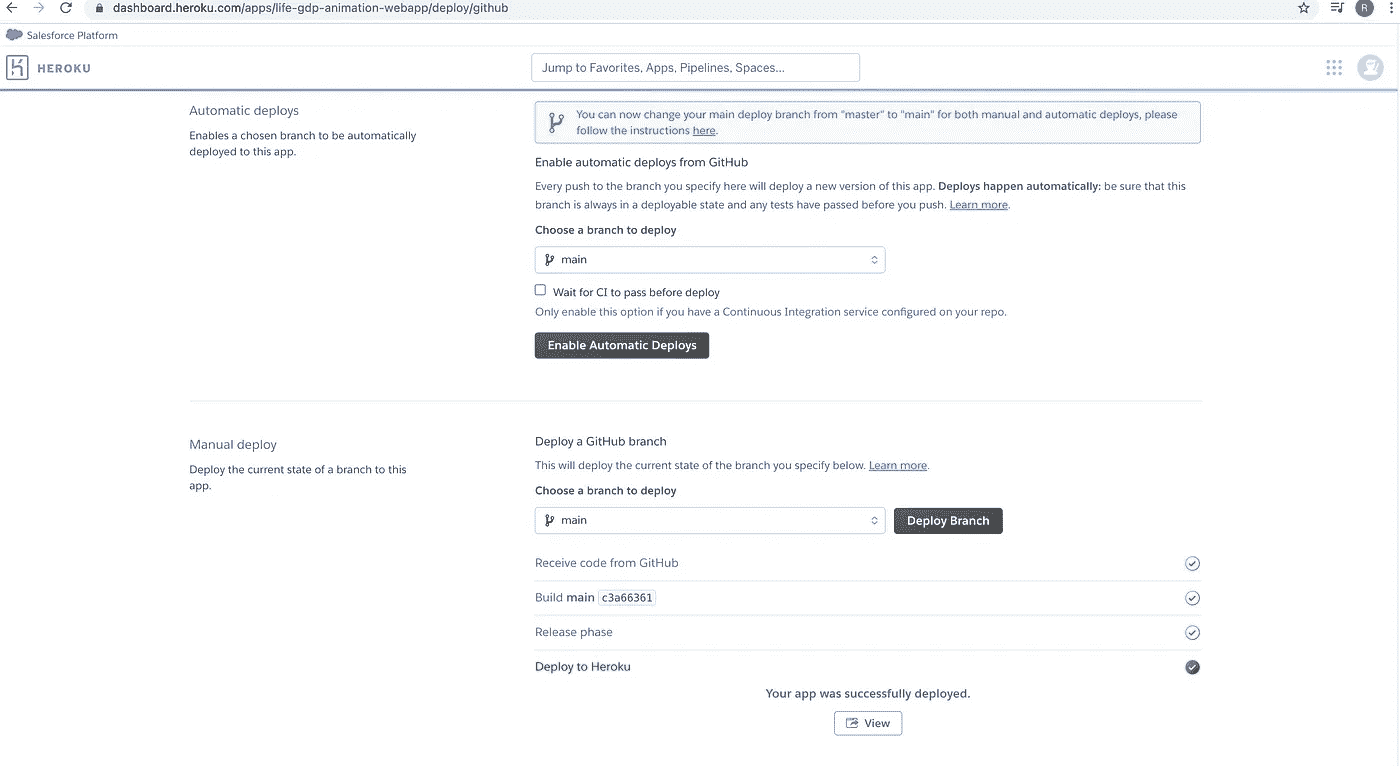 dashboard.heroku.com/apps/life-gdp-animation-webapp/deploy/github
R
Salesforce Platform
HEROKU
Jump to Favorites, Apps, Pipelines, Spaces...
Automatic deploys
Enables a chosen branch to be automatically
deployed to this app.
You can now change your main deploy branch from "master" to "main" for both manual and automatic deploys, please
follow the instructions here.
Enable automatic deploys from GitHub
Every push to the branch you specify here will deploy a new version of this app. Deploys happen automatically: be sure that this
branch is always in a deployable state and any tests have passed before you push. Learn more.
Choose a branch to deploy
main
Wait for CI to pass before deploy
Only enable this option if you have a Continuous Integration service configured on your repo.
Enable Automatic Deploys
Manual deploy
Deploy the current state of a branch to this
app.
Deploy a GitHub branch
This will deploy the current state of the branch you specify below. Learn more.
Choose a branch to deploy
main
Deploy Branch
Receive code from GitHub
Build main c3a66361
Release phase
Deploy to Heroku
Your app was successfully deployed.
View